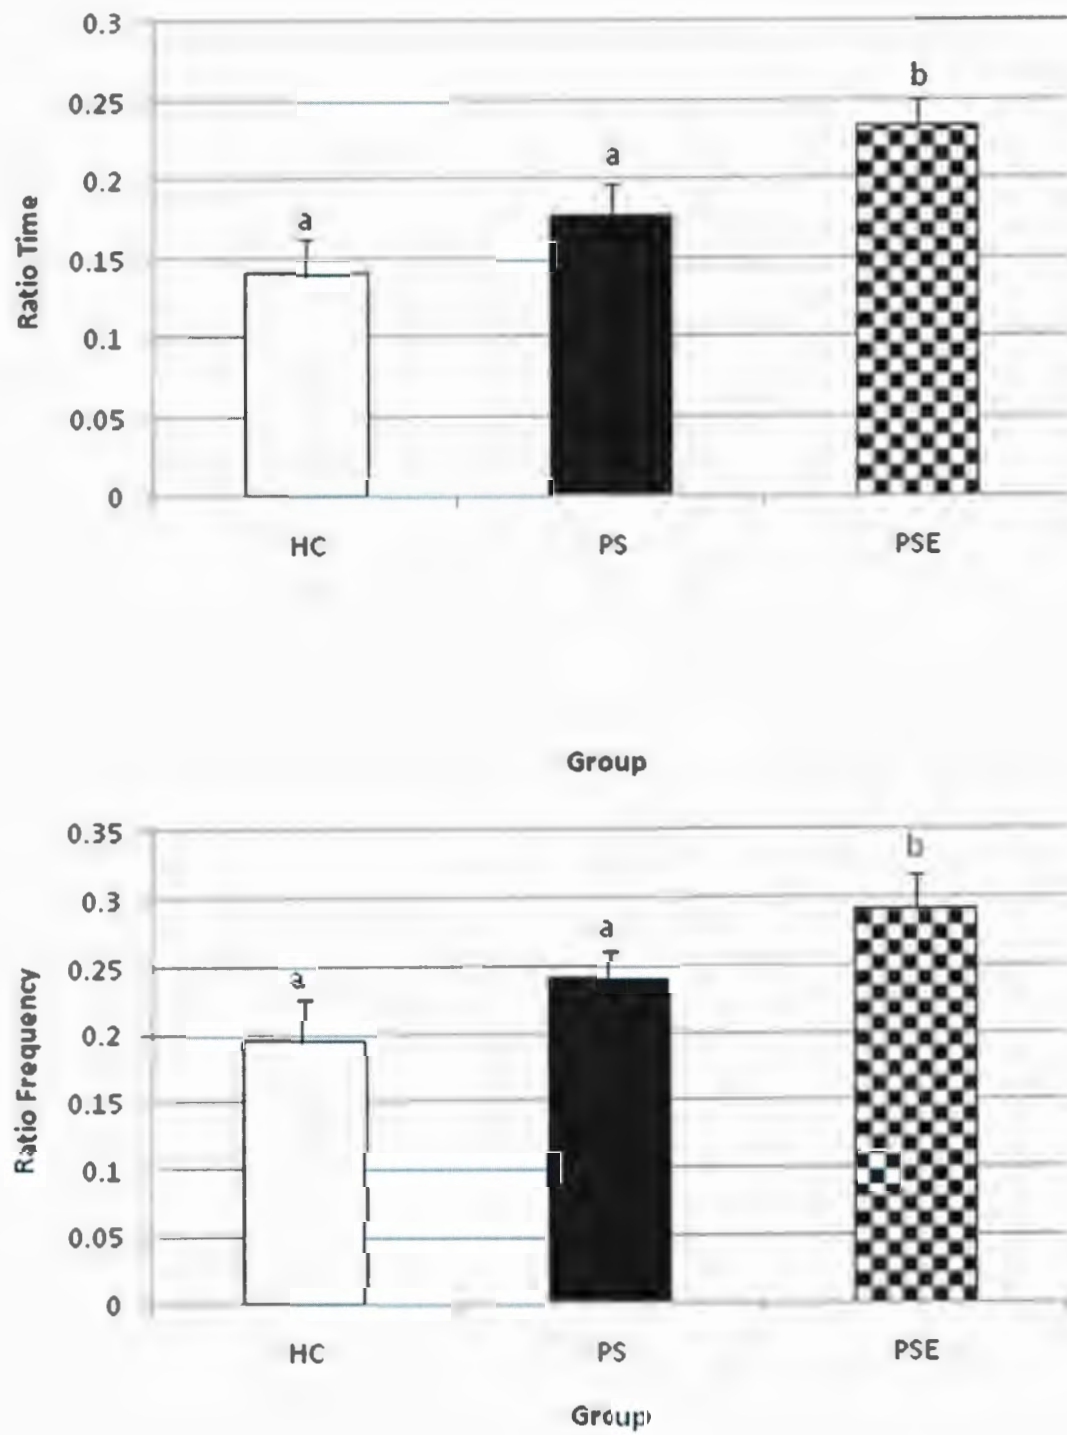 0.3
b
0.25
a
0.2
a
0.15
0.1
0.05
0
Ratio Time
HC PS PSE
Group
0.35
b
0.3
a
0.25
a
0.2
0.15
0.1
0.05
0
Ratio Frequency
HC PS PSE
Group